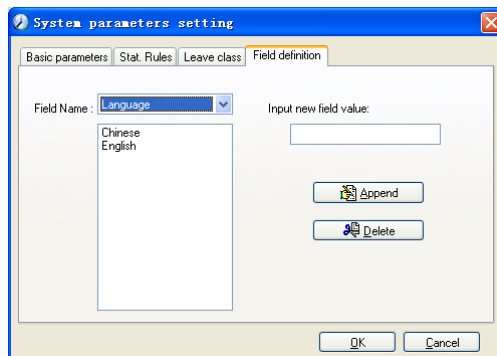 System parameters setting
Basic parameters Stat. Rules Leave class Field definition
Field Name : Language Input new field value:
Chinese
English
Append
Delete
OK Cancel